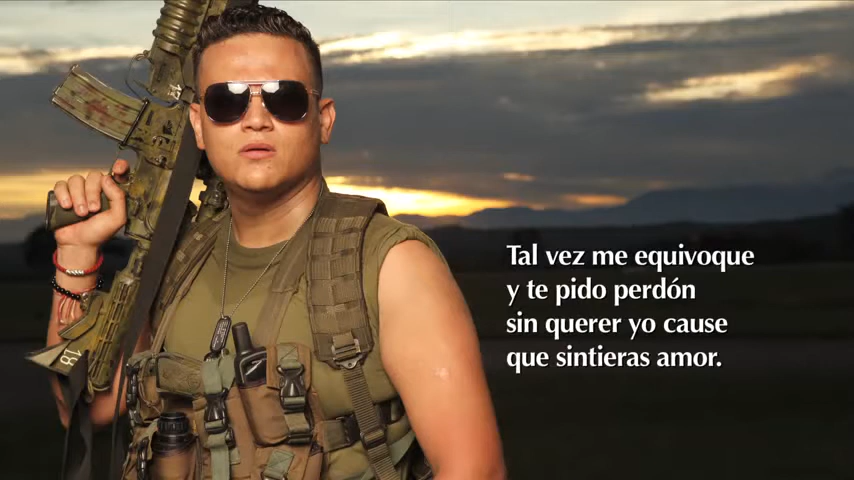 Tal vez me equivoque
y te pido perdón
sin querer yo cause
que sintieras amor.
18